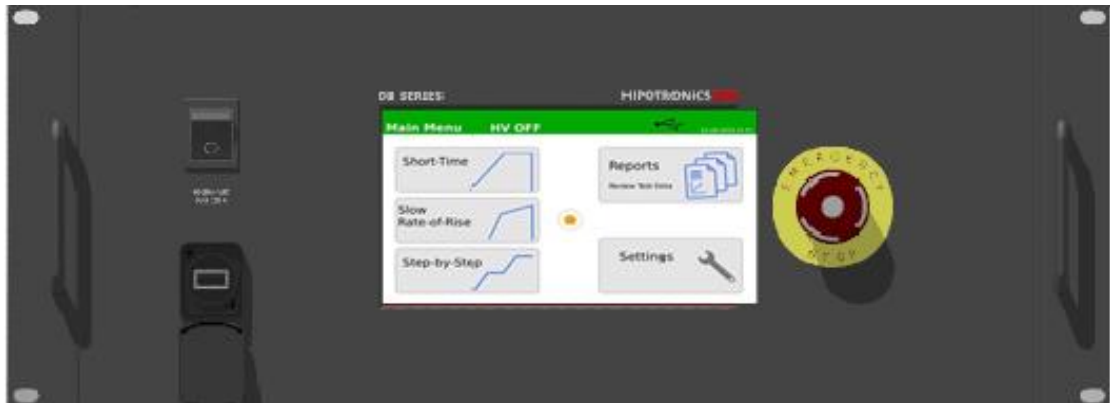 DB SERIES:
HIPOTRONICS
Main Menu HV OFF
Short-Time
Reports
Review Test Data
Slow
Rate-of-Rise
Step-by-Step
Settings
EMERGENCY
STOP